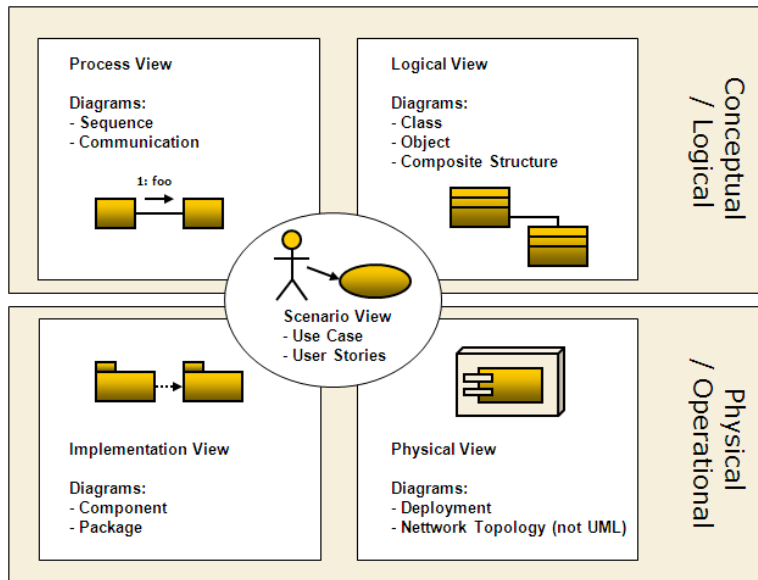 Process View
Diagrams:
- Sequence
- Communication
1: foo
Logical View
Diagrams:
- Class
- Object
- Composite Structure
Conceptual
/ Logical
Scenario View
- Use Case
- User Stories
Implementation View
Diagrams:
- Component
- Package
Physical View
Diagrams:
- Deployment
- Nettwork Topology (not UML)
Physical
/ Operational